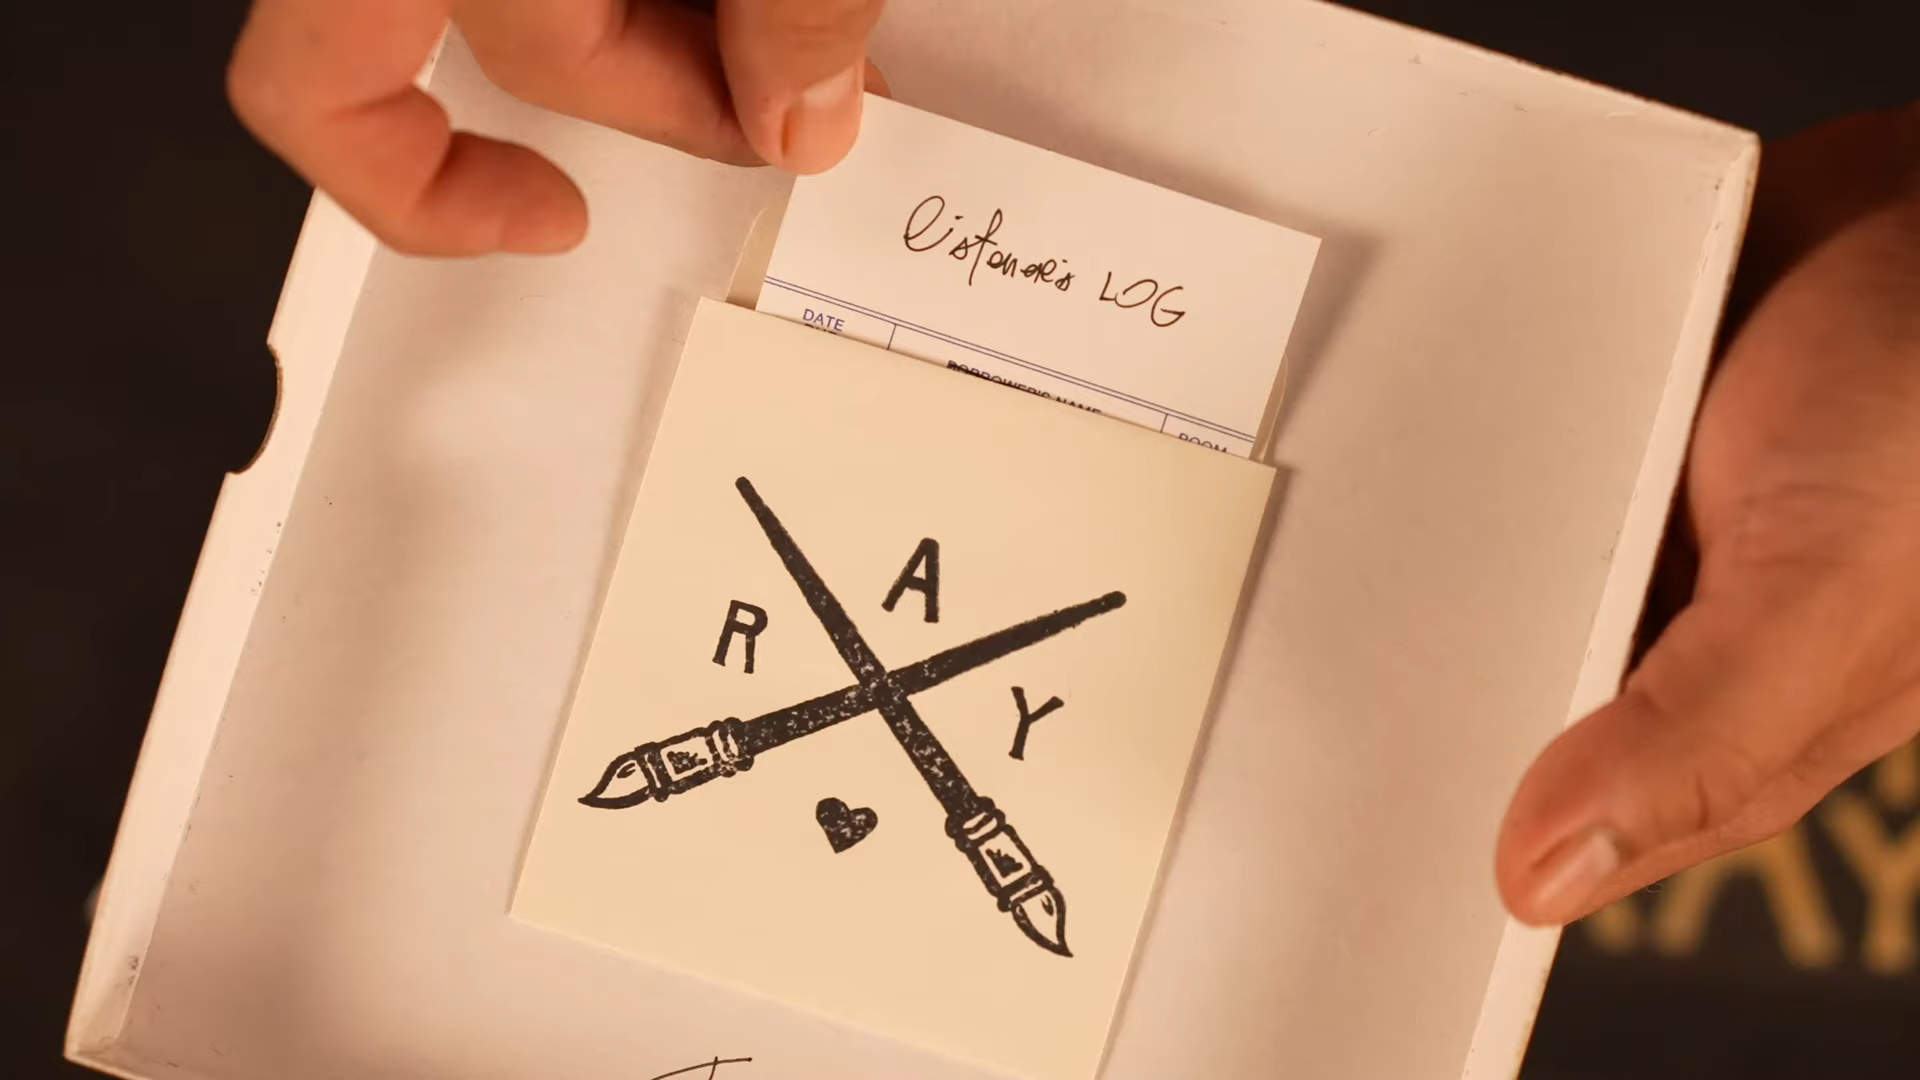 Listener's LOG
DATE
BORROWER'S NAME
ROOM
R A Y